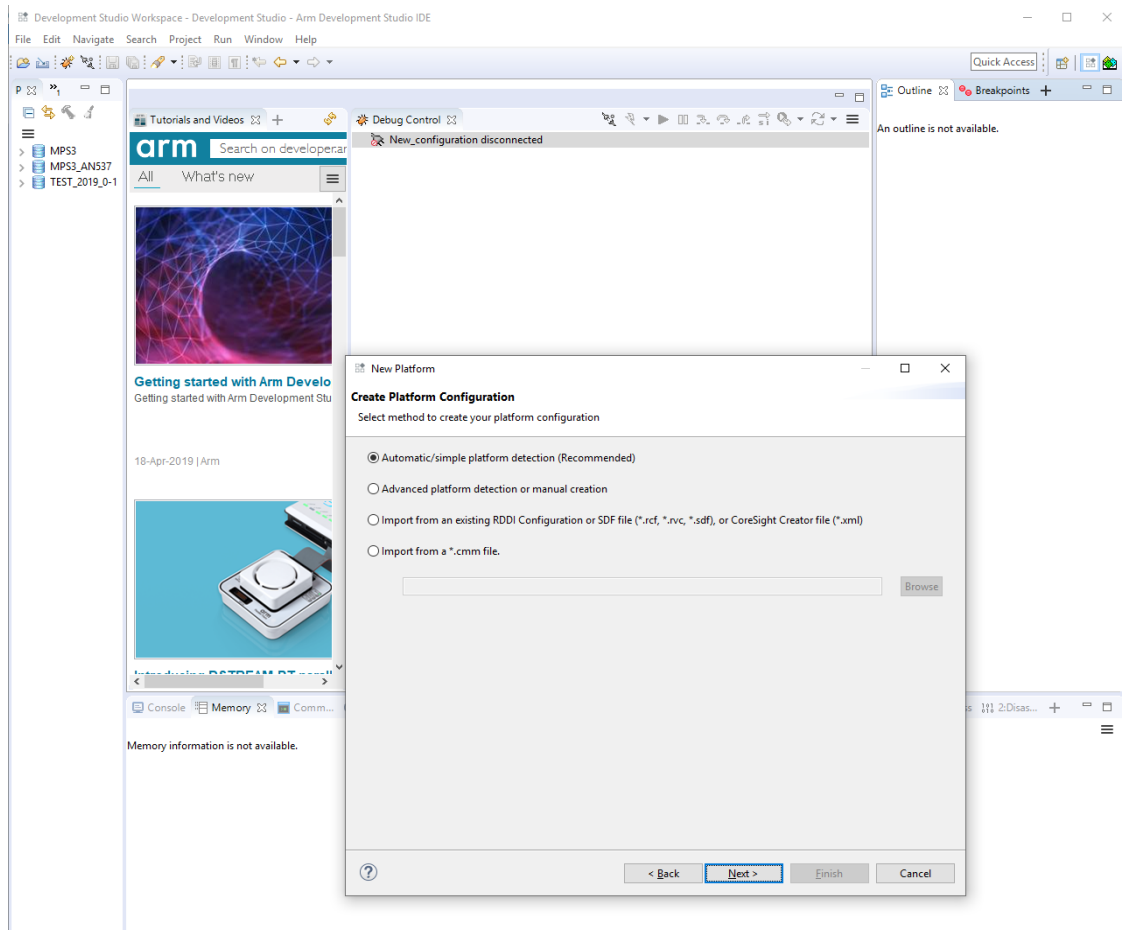 Development Studio Workspace - Development Studio - Arm Development Studio IDE
File Edit Navigate Search Project Run Window Help
Quick Access
P
»1
MPS3
MPS3_AN537
TEST_2019_0-1
Tutorials and Videos
arm
Search on developer.ar
All What's new
Getting started with Arm Develo
Getting started with Arm Development Stu
18-Apr-2019 | Arm
Debug Control
New_configuration disconnected
Outline Breakpoints
An outline is not available.
New Platform
Create Platform Configuration
Select method to create your platform configuration
Automatic/simple platform detection (Recommended)
Advanced platform detection or manual creation
Import from an existing RDDI Configuration or SDF file (*.rcf, *.rvc, *.sdf), or CoreSight Creator file (*.xml)
Import from a *.cmm file.
Browse
?
< Back Next > Finish Cancel
Console Memory Comm...
2:Disas...
Memory information is not available.